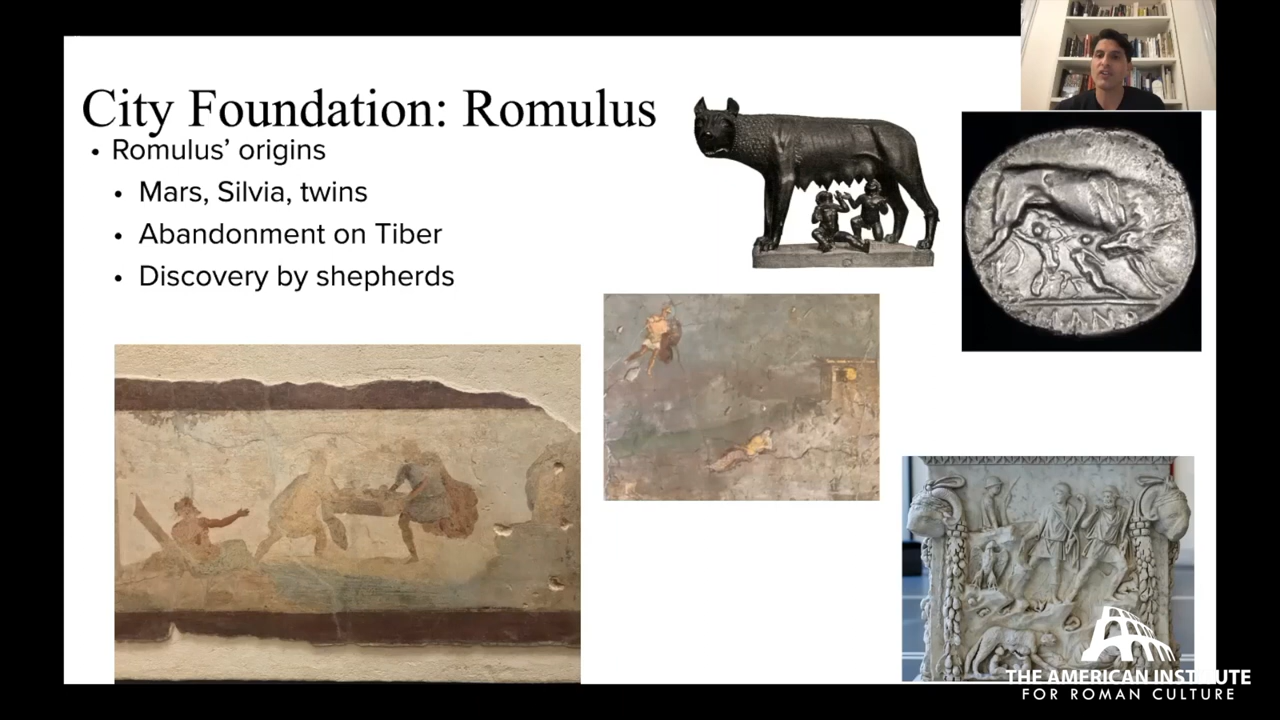 City Foundation: Romulus
• Romulus’ origins
• Mars, Silvia, twins
• Abandonment on Tiber
• Discovery by shepherds
THE AMERICAN INSTITUTE
FOR ROMAN CULTURE